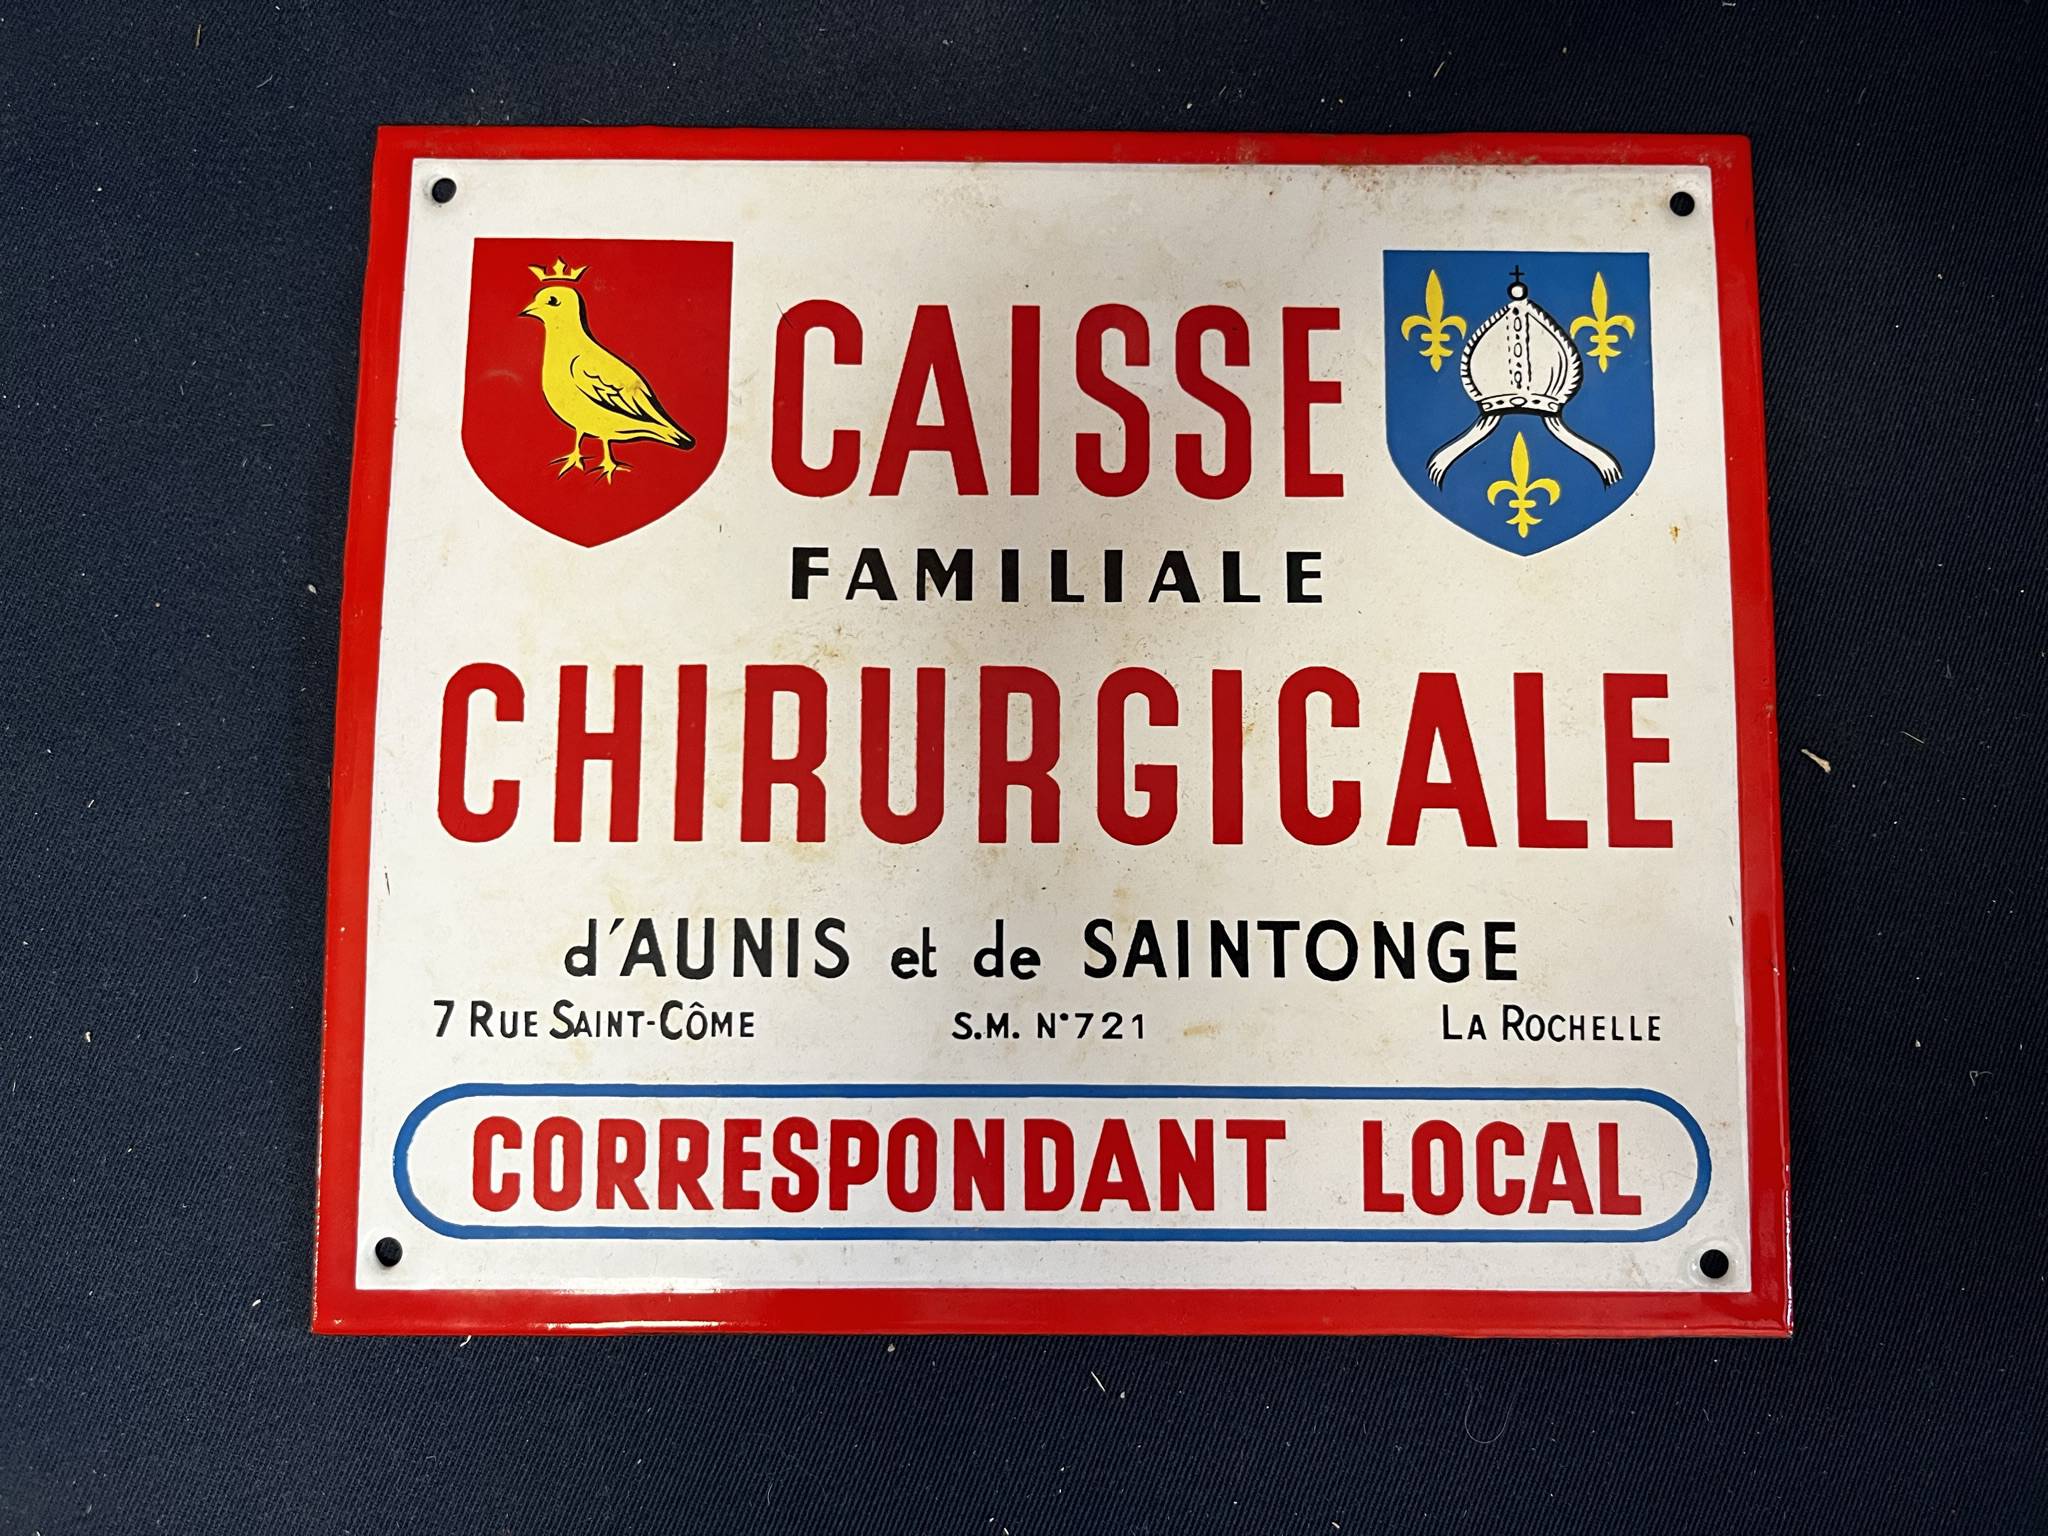 CAISSE
FAMILIALE
CHIRURGICALE
d'AUNIS et de SAINTONGE
7 RUE SAINT-CÔME S.M. N°721 LA ROCHELLE
CORRESPONDANT LOCAL